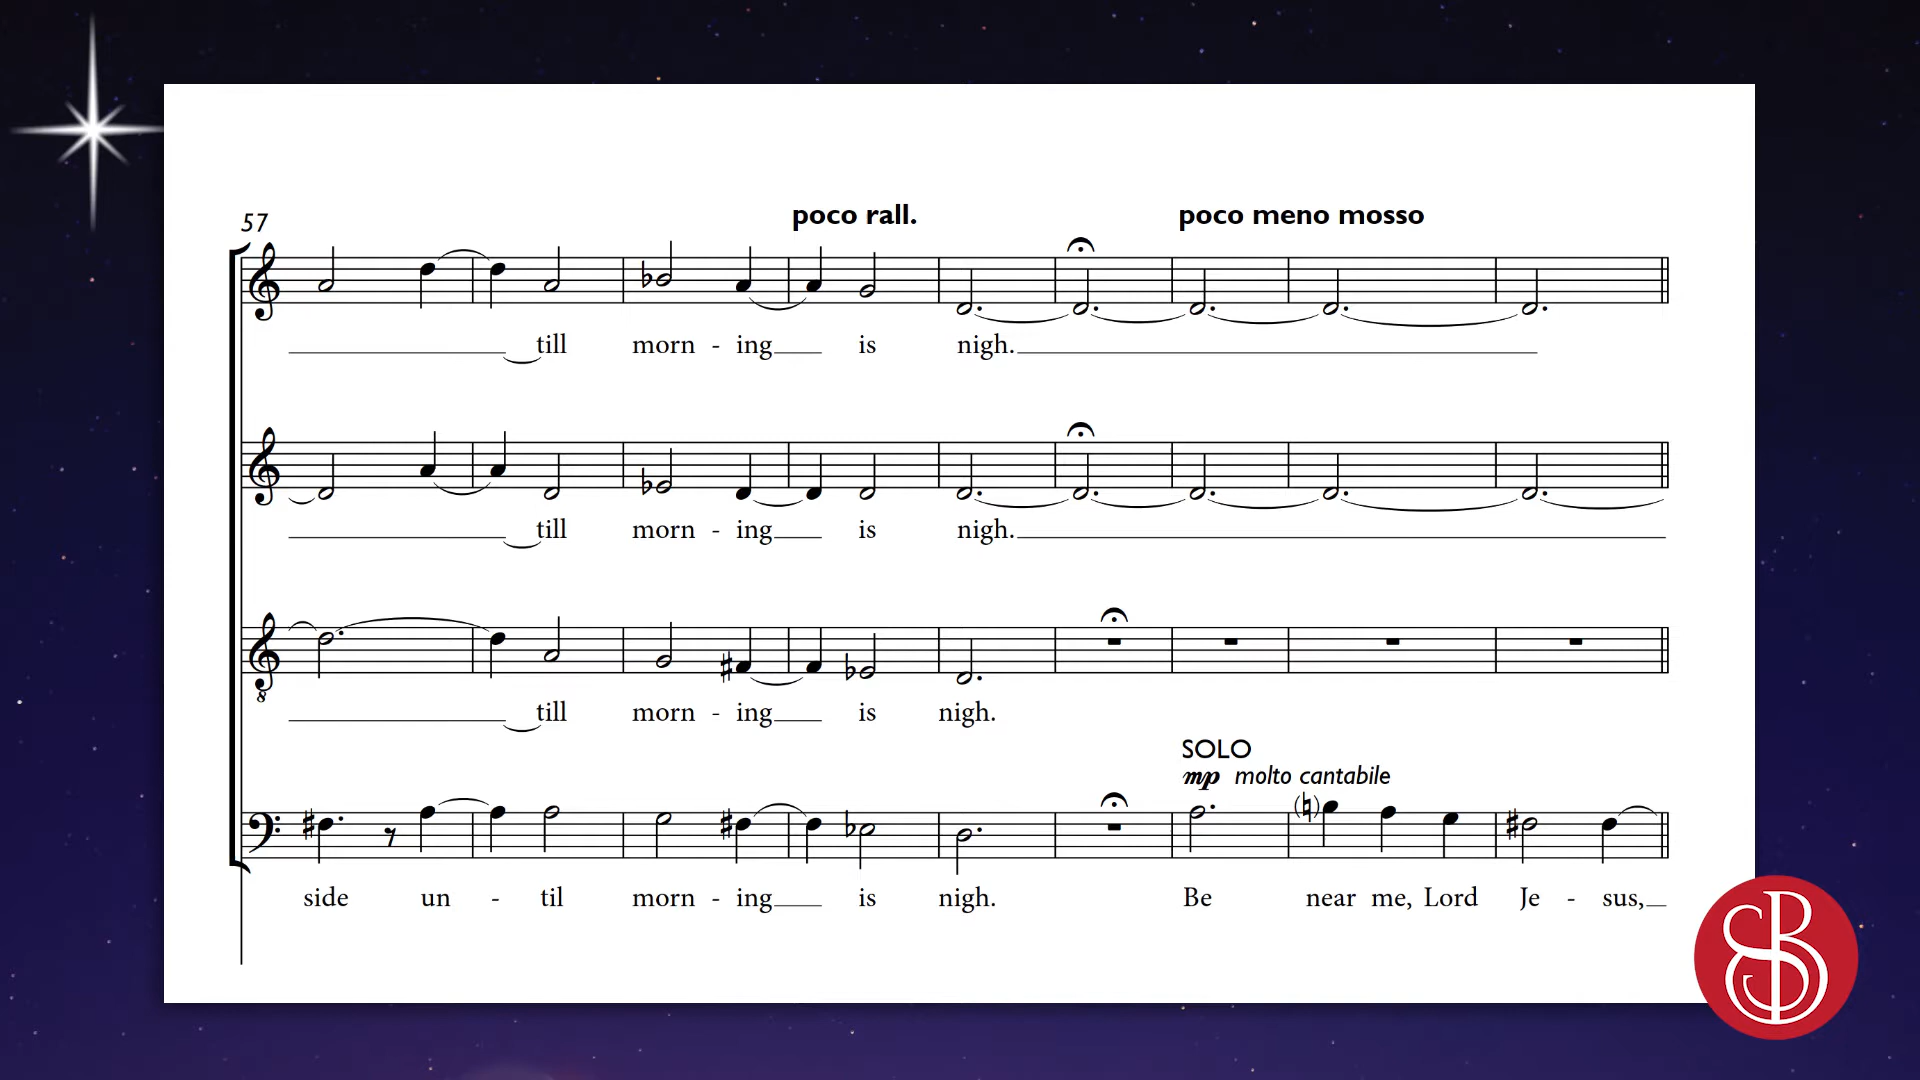 57
poco rall.
poco meno mosso
till morn - ing is nigh.
till morn - ing is nigh.
8
till morn - ing is nigh.
SOLO
mp molto cantabile
side un - til morn - ing is nigh. Be near me, Lord Je - sus,